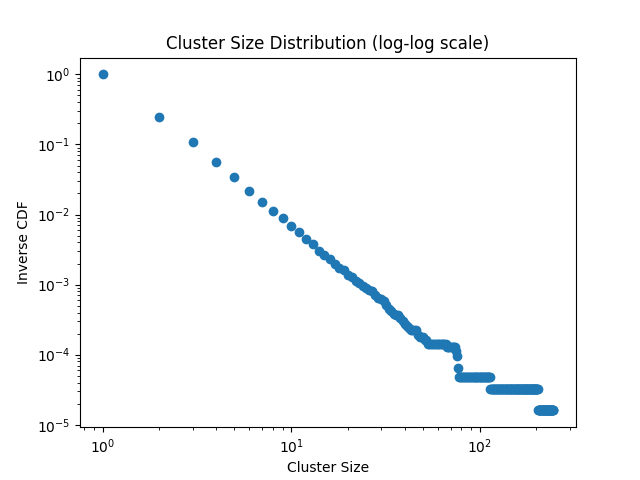 Cluster Size Distribution (log-log scale)
Inverse CDF
10⁰
10⁻¹
10⁻²
10⁻³
10⁻⁴
10⁻⁵
10⁰ 10¹ 10²
Cluster Size